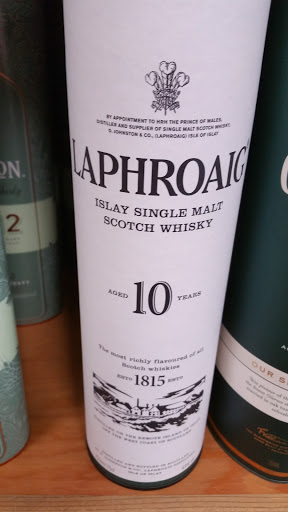 BY APPOINTMENT TO HRH THE PRINCE OF WALES,
DISTILLER AND SUPPLIER OF SINGLE MALT SCOTCH WHISKY,
D. JOHNSTON & CO., (LAPHROAIG) ISLE OF ISLAY
LAPHROAIG
ISLAY SINGLE MALT
SCOTCH WHISKY
AGED 10 YEARS
The most richly flavoured of all
Scotch whiskies
ESTD 1815 ESTD
ON
2
OUR S